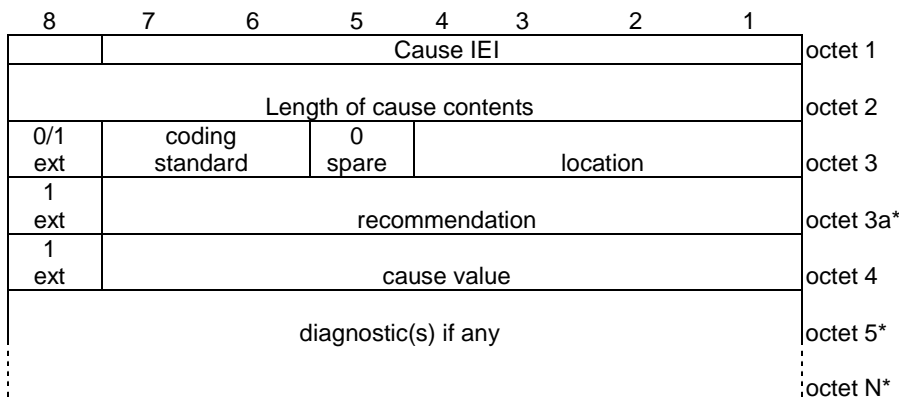 8 7 6 5 4 3 2 1
Cause IEI octet 1
Length of cause contents octet 2
0/1 coding 0
ext standard spare location octet 3
1
ext recommendation octet 3a*
1
ext cause value octet 4
diagnostic(s) if any octet 5*
octet N*